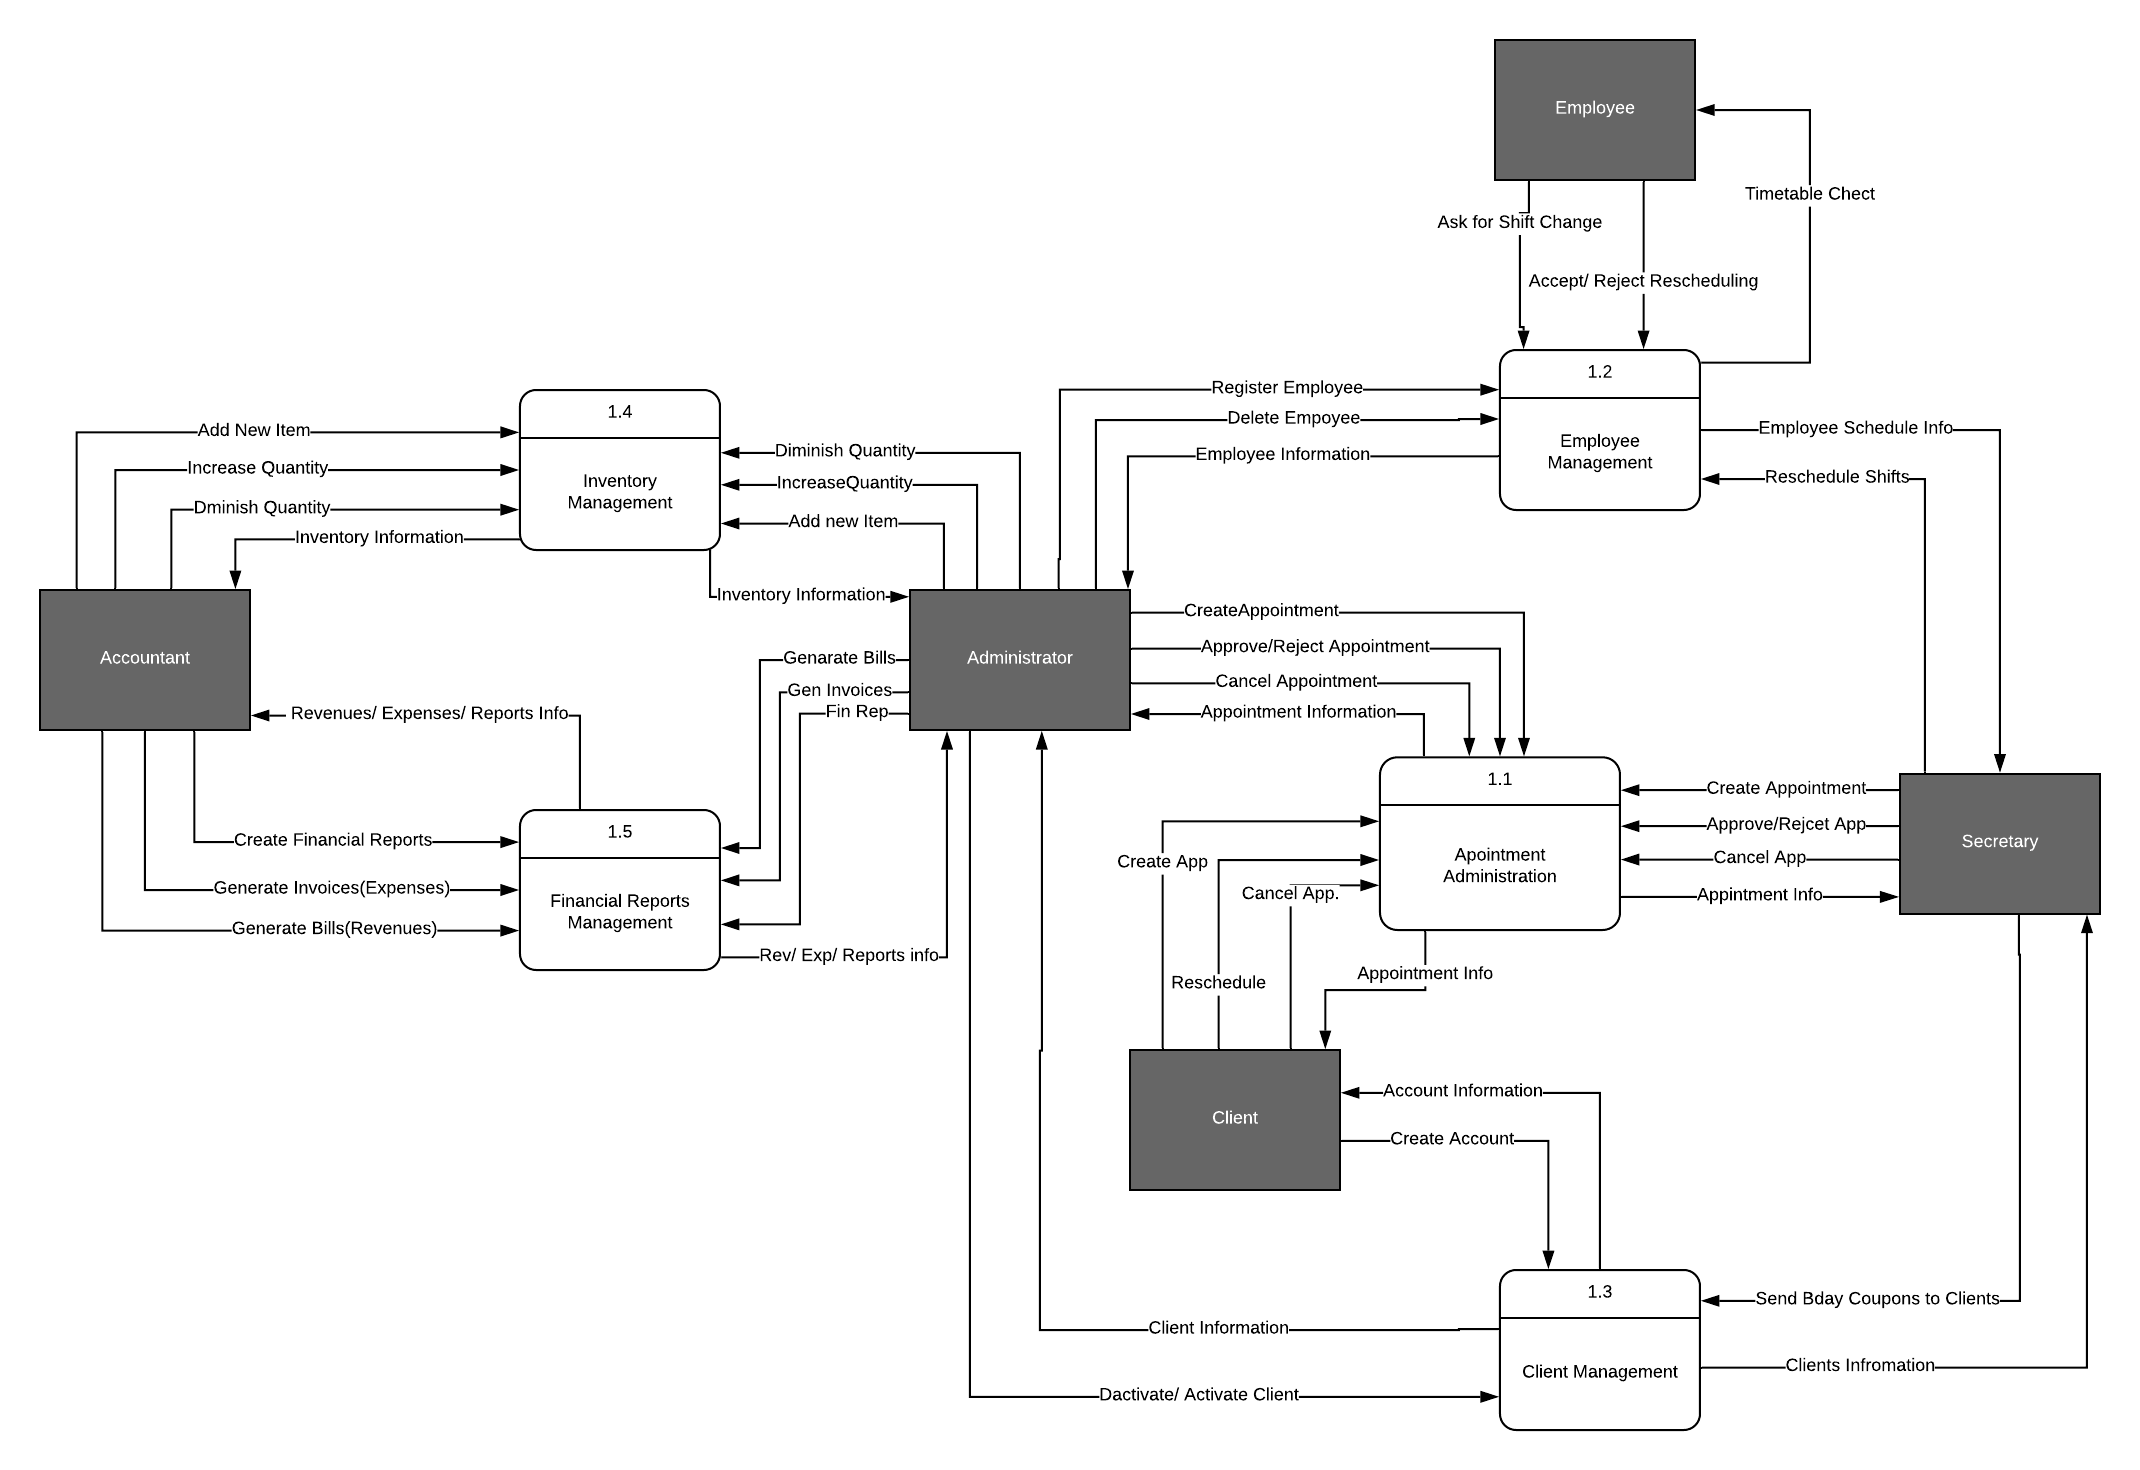 Employee
Timetable Chect
Ask for Shift Change
Accept/ Reject Rescheduling
1.2
Employee
Management
Register Employee
Delete Empoyee
Employee Information
Employee Schedule Info
Reschedule Shifts
1.4
Inventory
Management
Add New Item
Increase Quantity
Dminish Quantity
Inventory Information
Diminish Quantity
IncreaseQuantity
Add new Item
Inventory Information
Accountant
Administrator
CreateAppointment
Approve/Reject Appointment
Cancel Appointment
Appointment Information
Genarate Bills
Gen Invoices
Fin Rep
Revenues/ Expenses/ Reports Info
1.5
Financial Reports
Management
Create Financial Reports
Generate Invoices(Expenses)
Generate Bills(Revenues)
Rev/ Exp/ Reports info
1.1
Apointment
Administration
Create Appointment
Approve/Rejcet App
Cancel App
Appintment Info
Secretary
Create App
Cancel App.
Reschedule
Appointment Info
Client
Account Information
Create Account
1.3
Client Management
Send Bday Coupons to Clients
Client Information
Clients Infromation
Dactivate/ Activate Client